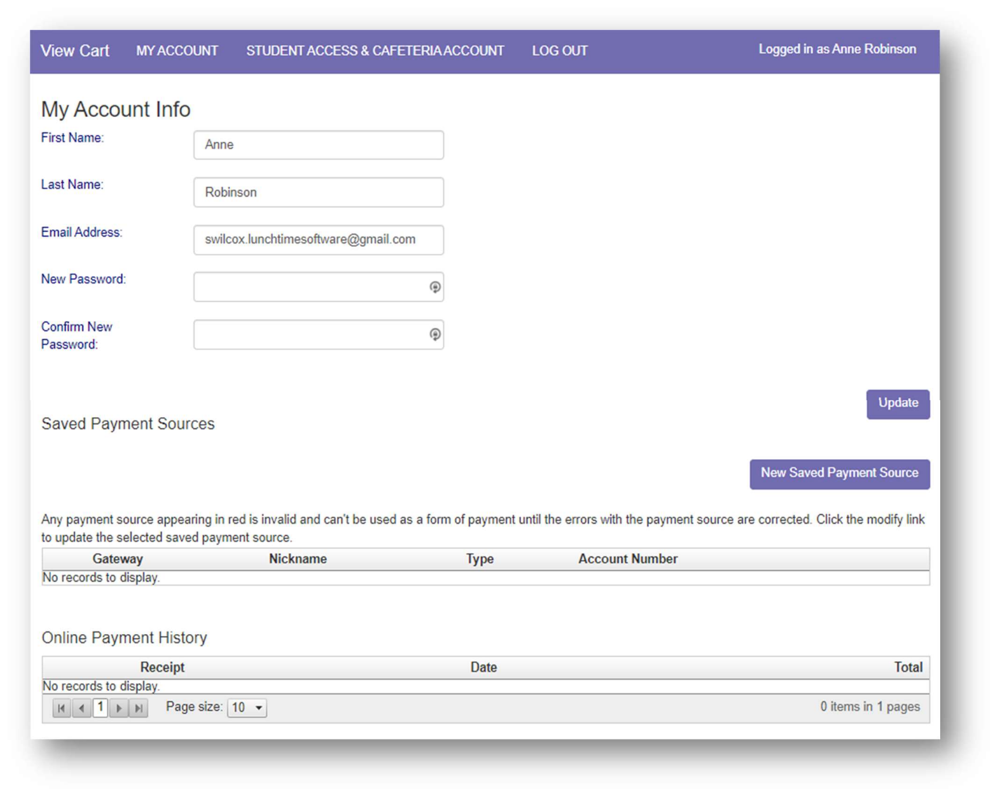 View Cart MY ACCOUNT STUDENT ACCESS & CAFETERIA ACCOUNT LOG OUT Logged in as Anne Robinson
My Account Info
First Name: Anne
Last Name: Robinson
Email Address: swilcox.lunchtimesoftware@gmail.com
New Password:
Confirm New
Password:
Update
Saved Payment Sources
New Saved Payment Source
Any payment source appearing in red is invalid and can't be used as a form of payment until the errors with the payment source are corrected. Click the modify link
to update the selected saved payment source.
Gateway Nickname Type Account Number
No records to display.
Online Payment History
Receipt Date Total
No records to display.
1 Page size: 10 0 items in 1 pages